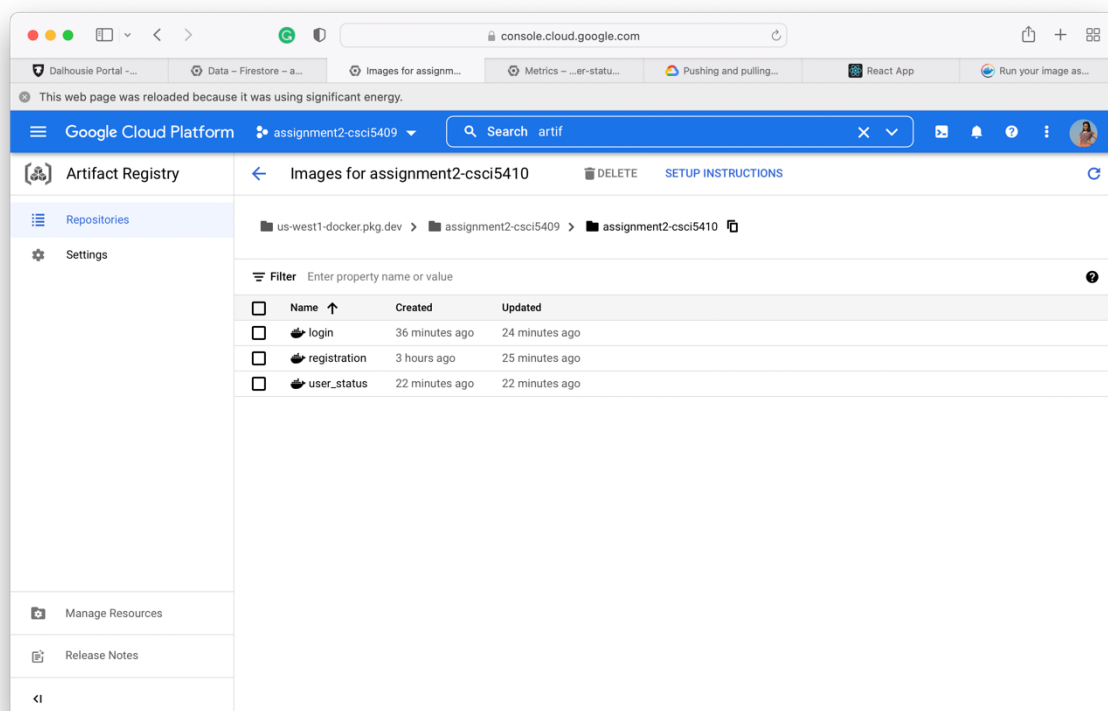 console.cloud.google.com
Dalhousie Portal -... Data – Firestore – a... Images for assignm... Metrics – ...er-statu... Pushing and pulling... React App Run your image as...
This web page was reloaded because it was using significant energy.
Google Cloud Platform assignment2-csci5409 Search artif
Artifact Registry Images for assignment2-csci5410 DELETE SETUP INSTRUCTIONS
Repositories
Settings
us-west1-docker.pkg.dev > assignment2-csci5409 > assignment2-csci5410
Filter Enter property name or value
Name Created Updated
login 36 minutes ago 24 minutes ago
registration 3 hours ago 25 minutes ago
user_status 22 minutes ago 22 minutes ago
Manage Resources
Release Notes